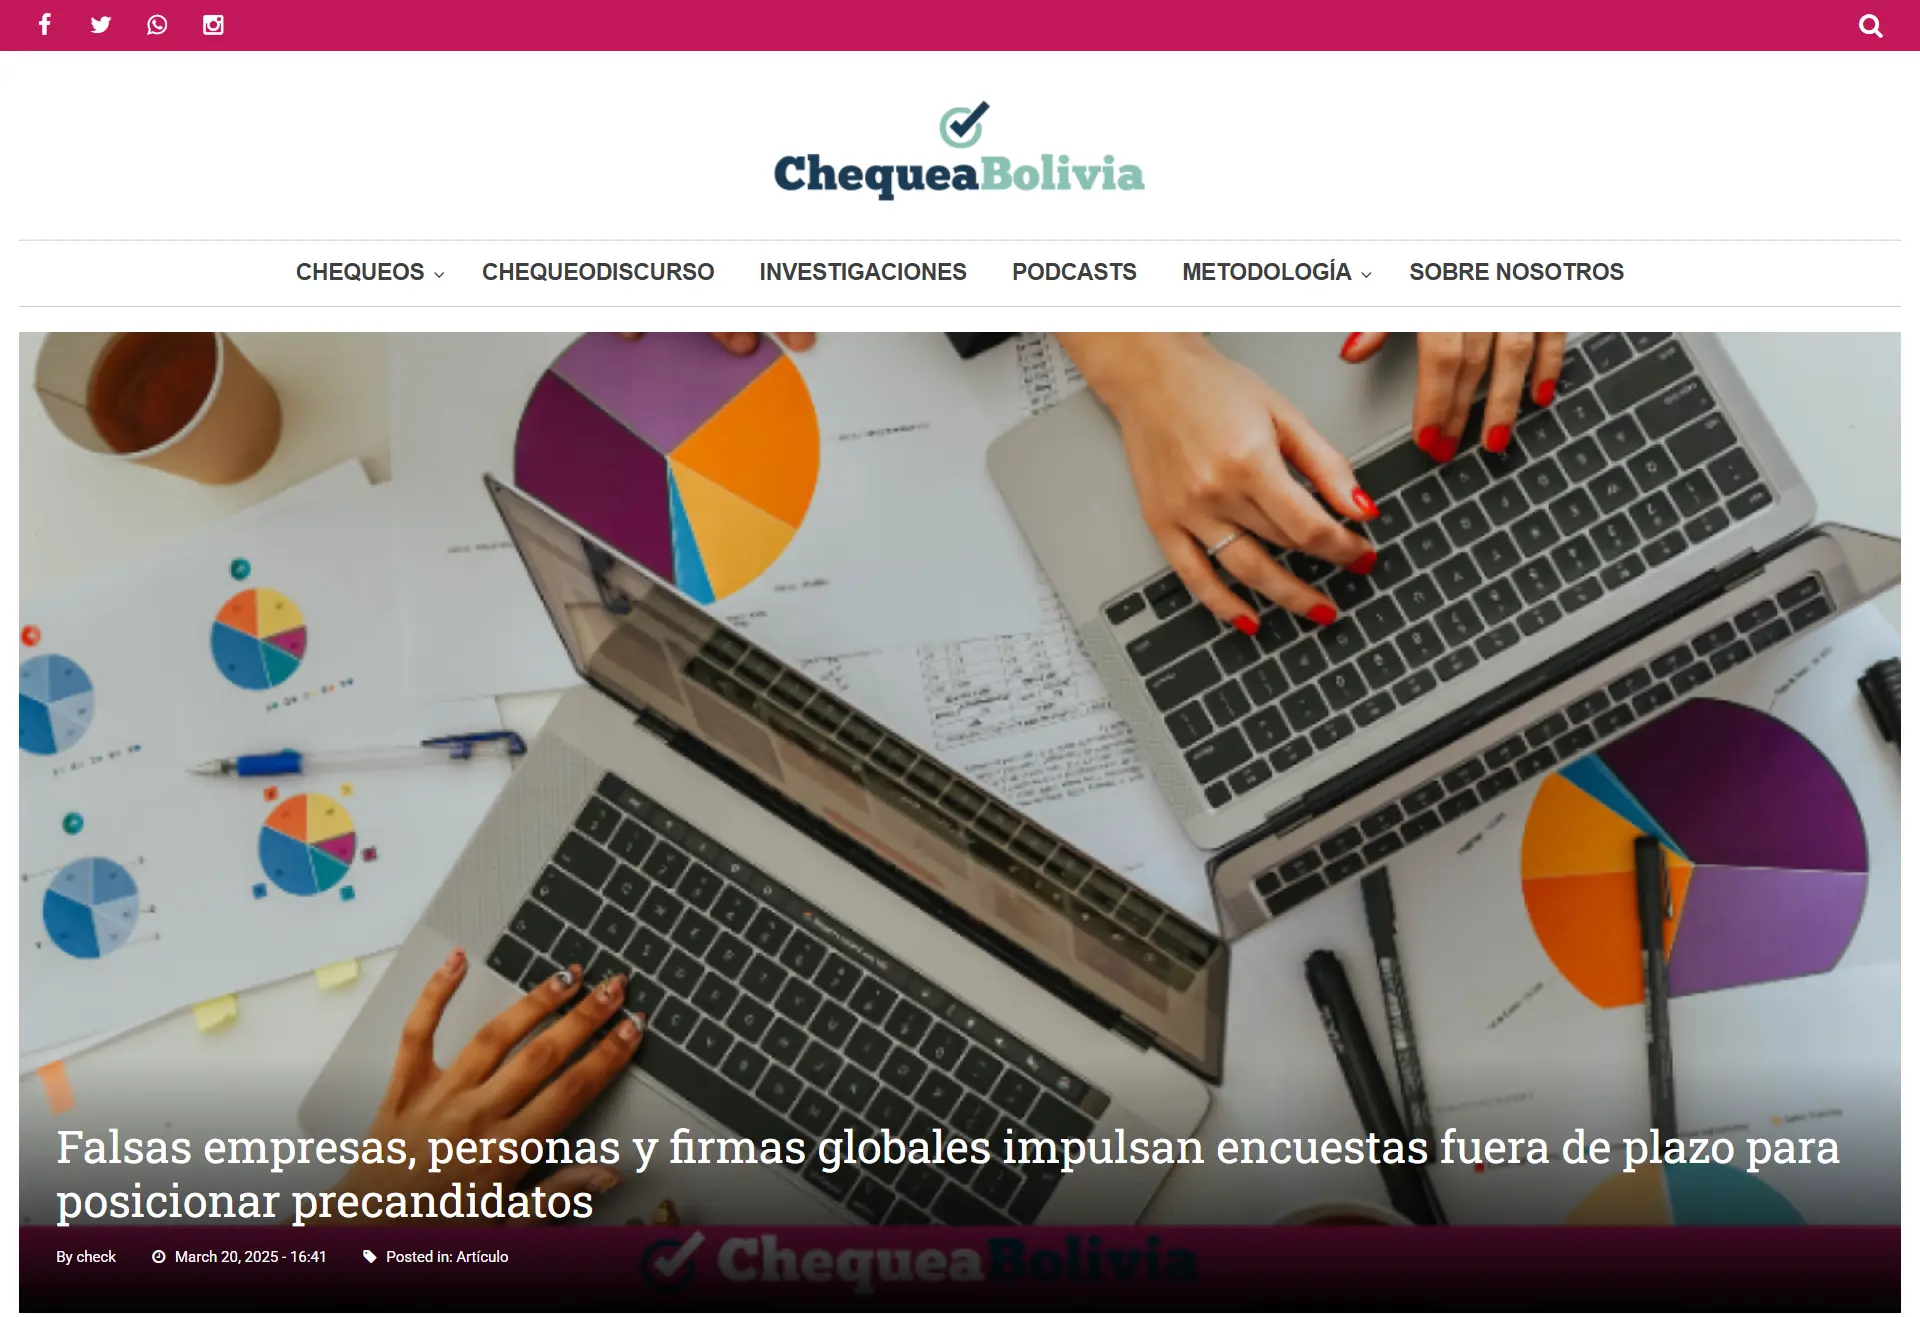 ChequeaBolivia
CHEQUEOS CHEQUEODISCURSO INVESTIGACIONES PODCASTS METODOLOGÍA SOBRE NOSOTROS
Falsas empresas, personas y firmas globales impulsan encuestas fuera de plazo para
posicionar precandidatos
By check March 20, 2025 - 16:41 Posted in: Artículo
ChequeaBolivia